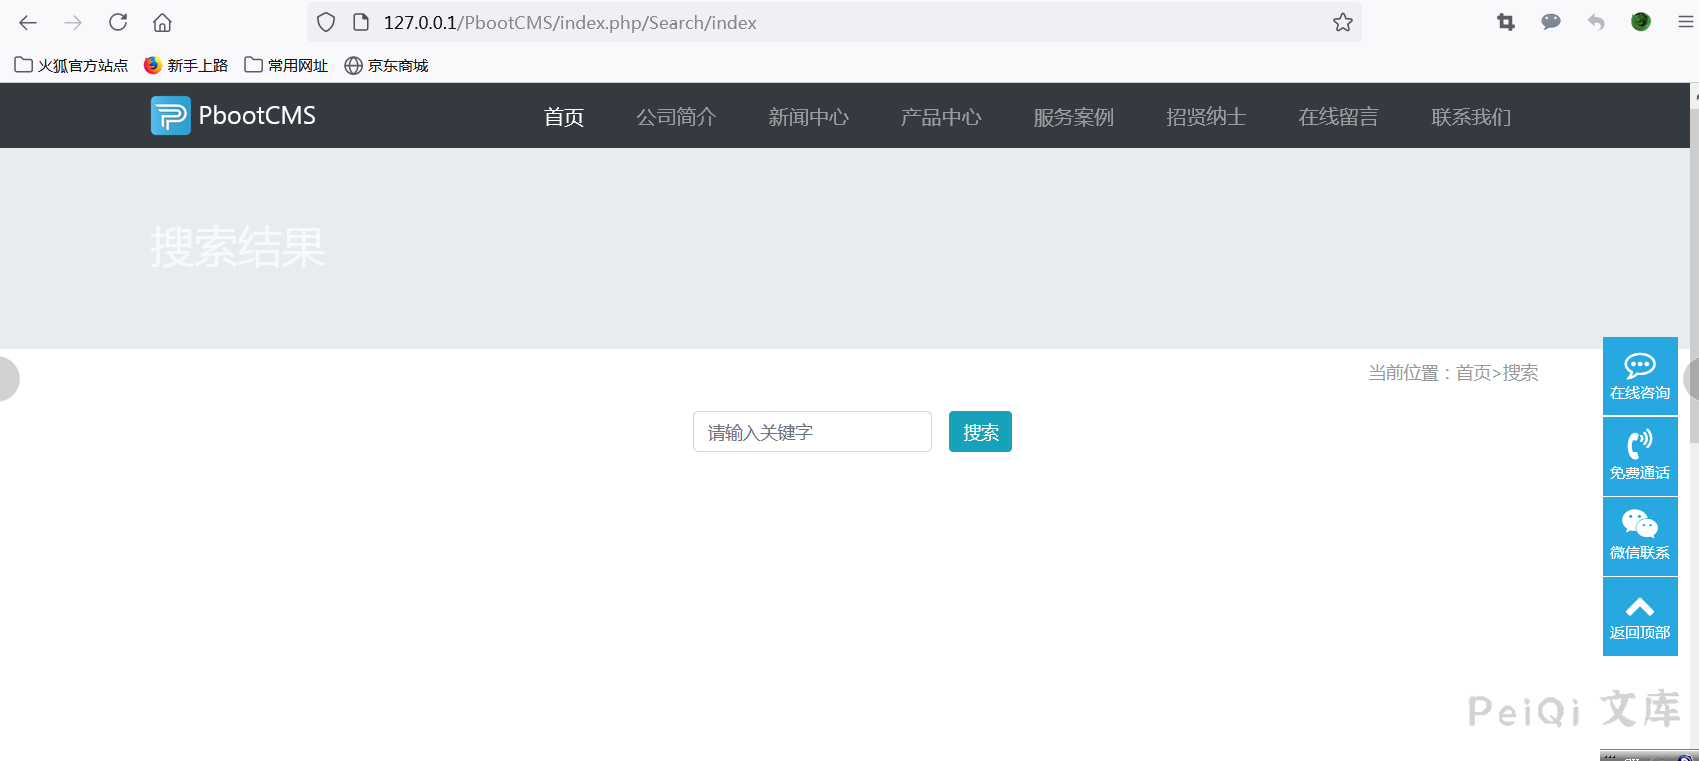 127.0.0.1/PbootCMS/index.php/Search/index
火狐官方站点 新手上路 常用网址 京东商城
PbootCMS 首页 公司简介 新闻中心 产品中心 服务案例 招贤纳士 在线留言 联系我们
搜索结果
当前位置：首页>搜索
请输入关键字 搜索
在线咨询
免费通话
微信联系
返回顶部
PeiQi 文库